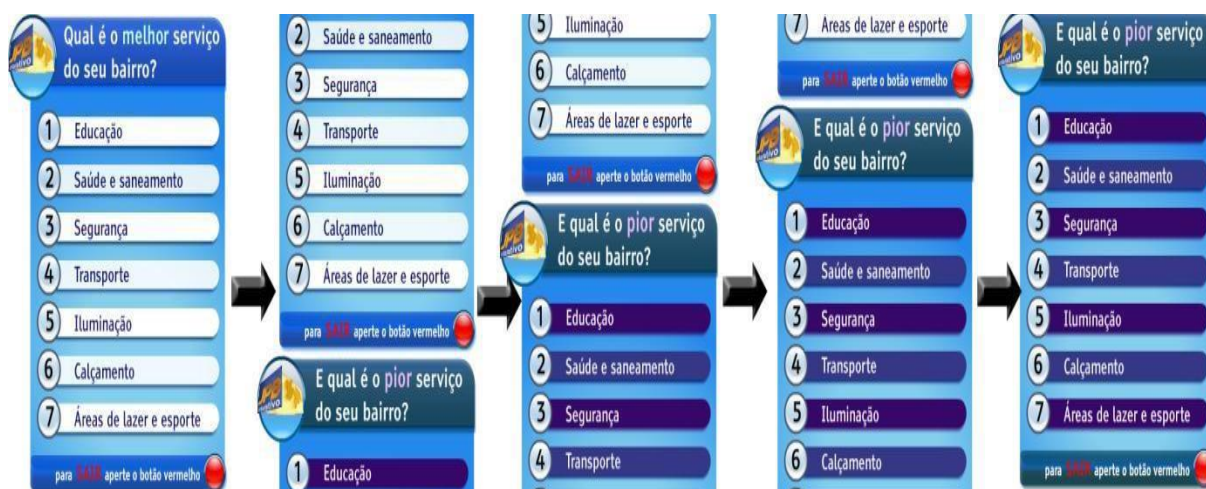 Qual é o melhor serviço
do seu bairro?
1 Educação
2 Saúde e saneamento
3 Segurança
4 Transporte
5 Iluminação
6 Calçamento
7 Áreas de lazer e esporte
para SAIR aperte o botão vermelho
2 Saúde e saneamento
3 Segurança
4 Transporte
5 Iluminação
6 Calçamento
7 Áreas de lazer e esporte
para SAIR aperte o botão vermelho
E qual é o pior serviço
do seu bairro?
1 Educação
5 Iluminação
6 Calçamento
7 Áreas de lazer e esporte
para SAIR aperte o botão vermelho
E qual é o pior serviço
do seu bairro?
1 Educação
2 Saúde e saneamento
3 Segurança
4 Transporte
7 Áreas de lazer e esporte
para SAIR aperte o botão vermelho
E qual é o pior serviço
do seu bairro?
1 Educação
2 Saúde e saneamento
3 Segurança
4 Transporte
5 Iluminação
6 Calçamento
E qual é o pior serviço
do seu bairro?
1 Educação
2 Saúde e saneamento
3 Segurança
4 Transporte
5 Iluminação
6 Calçamento
7 Áreas de lazer e esporte
para SAIR aperte o botão vermelho